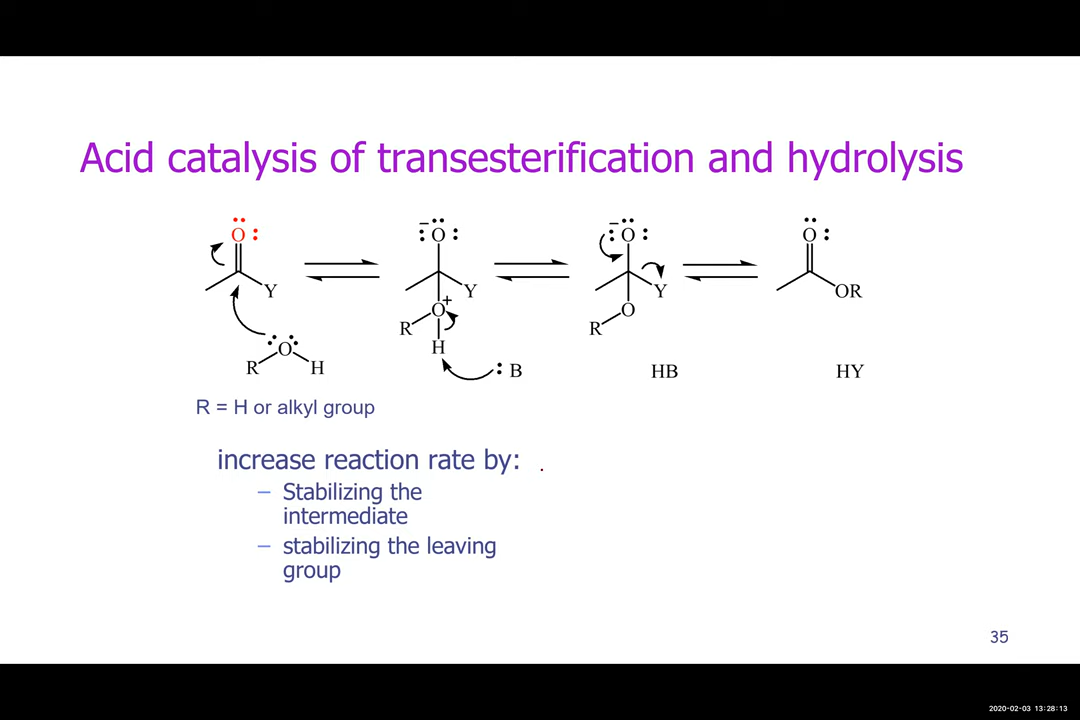 Acid catalysis of transesterification and hydrolysis
O
Y
R O H
− O
Y
O +
R
H
: B
− O
Y
O
R
HB
O
OR
HY
R = H or alkyl group
increase reaction rate by: .
– Stabilizing the
intermediate
– stabilizing the leaving
group
35
2020-02-03 13:28:13